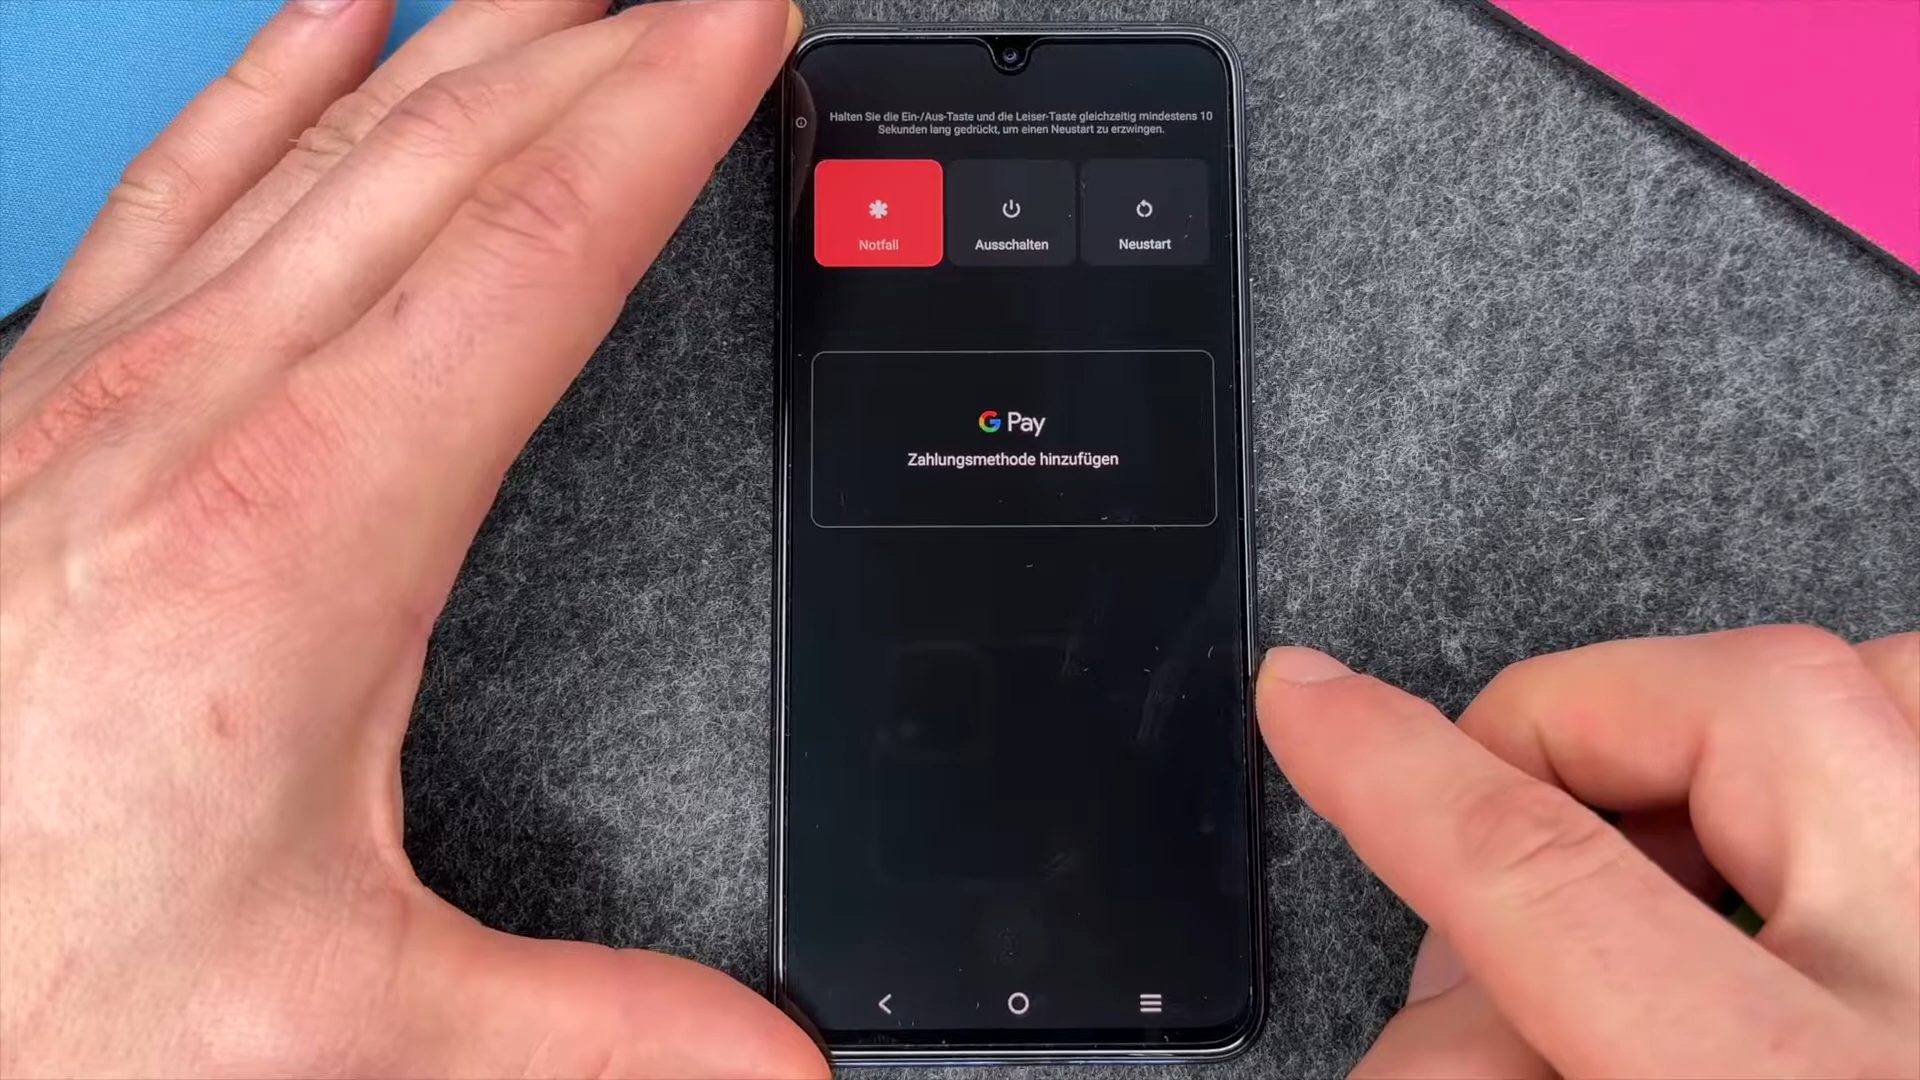 Halten Sie die Ein-/Aus-Taste und die Leiser-Taste gleichzeitig mindestens 10
Sekunden lang gedrückt, um einen Neustart zu erzwingen.
Notfall
Ausschalten
Neustart
G Pay
Zahlungsmethode hinzufügen